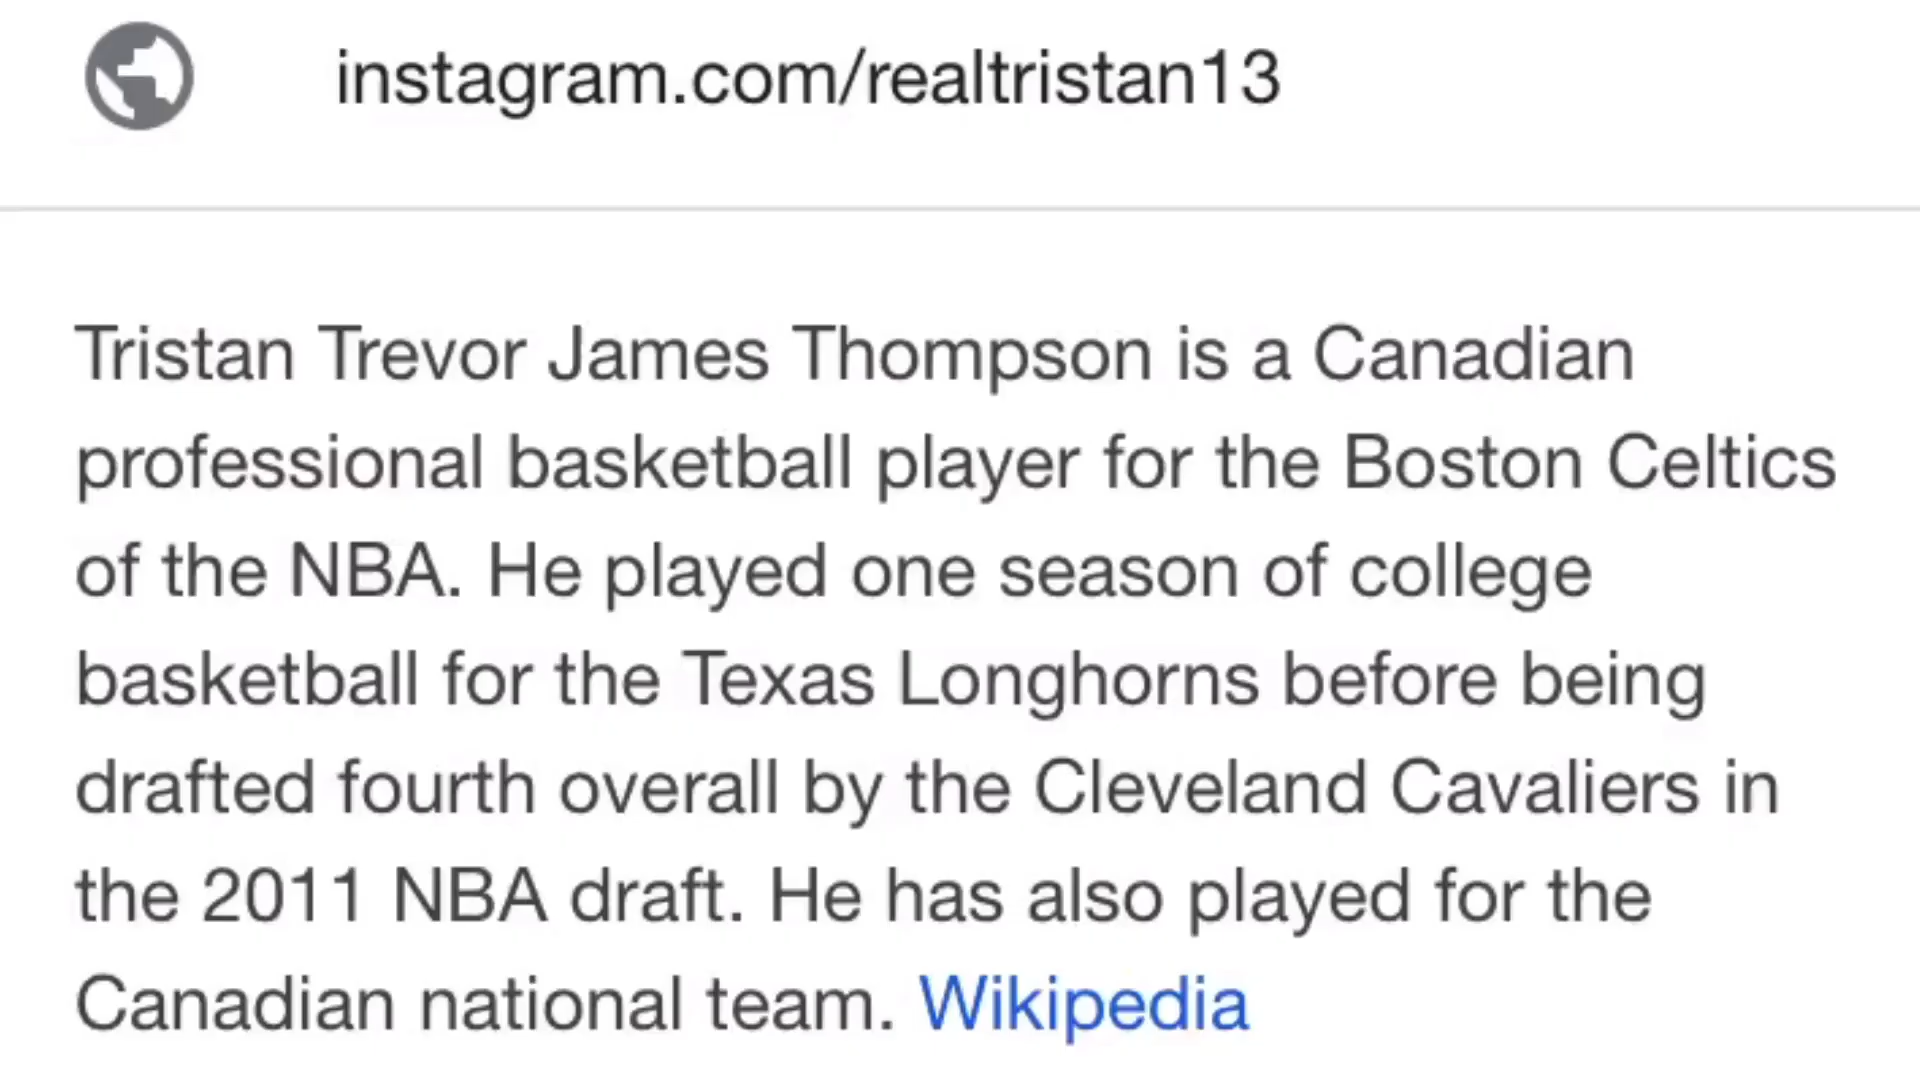 instagram.com/realtristan13
Tristan Trevor James Thompson is a Canadian
professional basketball player for the Boston Celtics
of the NBA. He played one season of college
basketball for the Texas Longhorns before being
drafted fourth overall by the Cleveland Cavaliers in
the 2011 NBA draft. He has also played for the
Canadian national team. Wikipedia